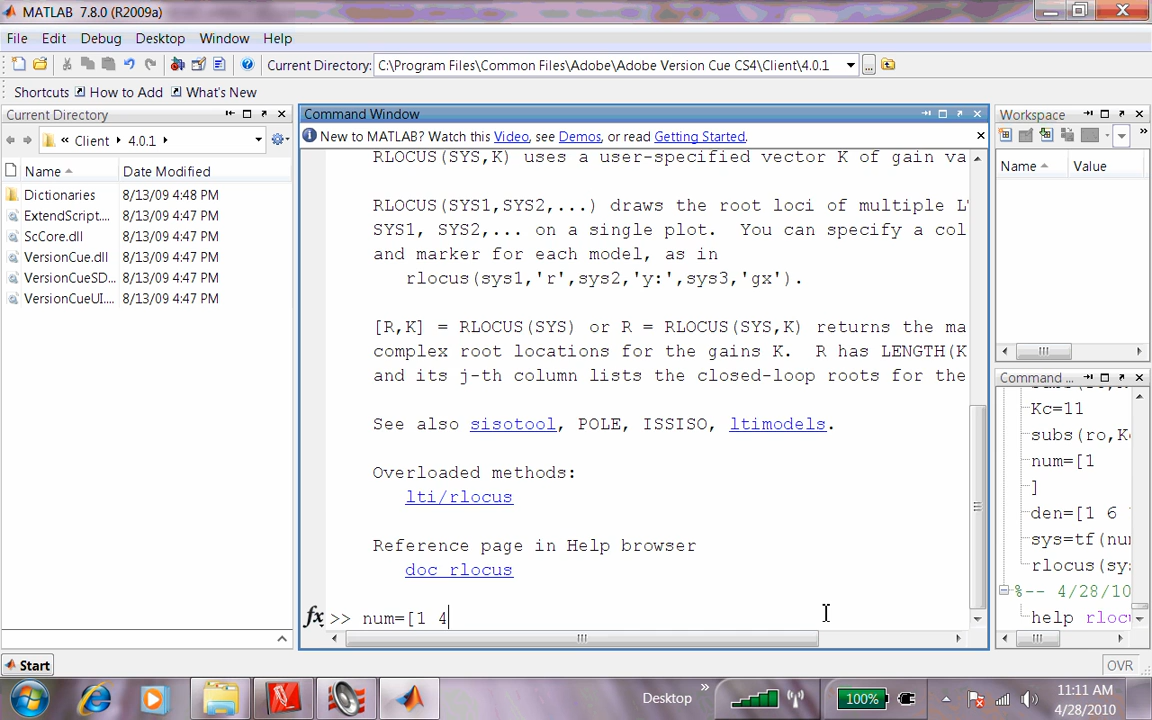 MATLAB 7.8.0 (R2009a)
File Edit Debug Desktop Window Help
Current Directory: C:\Program Files\Common Files\Adobe\Adobe Version Cue CS4\Client\4.0.1 ...
Shortcuts How to Add What's New
Current Directory
« Client 4.0.1
Name Date Modified
Dictionaries 8/13/09 4:48 PM
ExtendScript.... 8/13/09 4:47 PM
ScCore.dll 8/13/09 4:47 PM
VersionCue.dll 8/13/09 4:47 PM
VersionCueSD... 8/13/09 4:47 PM
VersionCueUI.... 8/13/09 4:47 PM
Command Window
New to MATLAB? Watch this Video, see Demos, or read Getting Started.
RLOCUS(SYS,K) uses a user-specified vector K of gain va
RLOCUS(SYS1,SYS2,...) draws the root loci of multiple L
SYS1, SYS2,... on a single plot.  You can specify a col
and marker for each model, as in
rlocus(sys1,'r',sys2,'y:',sys3,'gx').
[R,K] = RLOCUS(SYS) or R = RLOCUS(SYS,K) returns the ma
complex root locations for the gains K.  R has LENGTH(K
and its j-th column lists the closed-loop roots for the
See also sisotool, POLE, ISSISO, ltimodels.
Overloaded methods:
lti/rlocus
Reference page in Help browser
doc rlocus
fx >> num=[1 4
Workspace
»
Name Value
Command ...
Kc=11
subs(ro,K
num=[1
]
den=[1 6
sys=tf(nu
rlocus(sy
%-- 4/28/10
help rloc
Start
OVR
Desktop »
100%
11:11 AM
4/28/2010